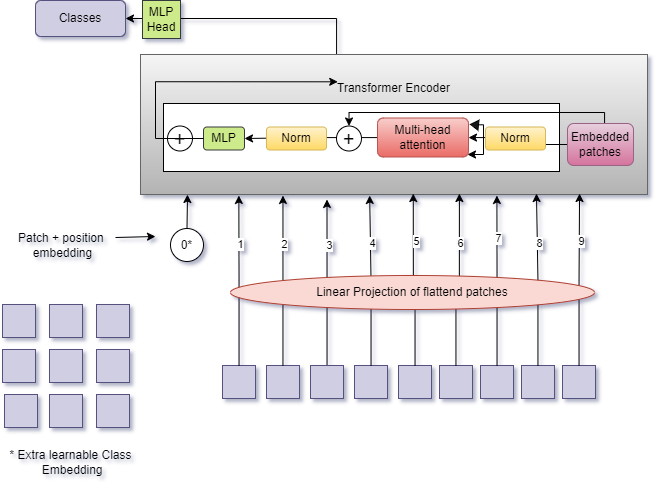 Classes
MLP
Head
Transformer Encoder
+
MLP
Norm
+
Multi-head
attention
Norm
Embedded
patches
Patch + position
embedding
0*
1
2
3
4
5
6
7
8
9
Linear Projection of flattend patches
* Extra learnable Class
Embedding